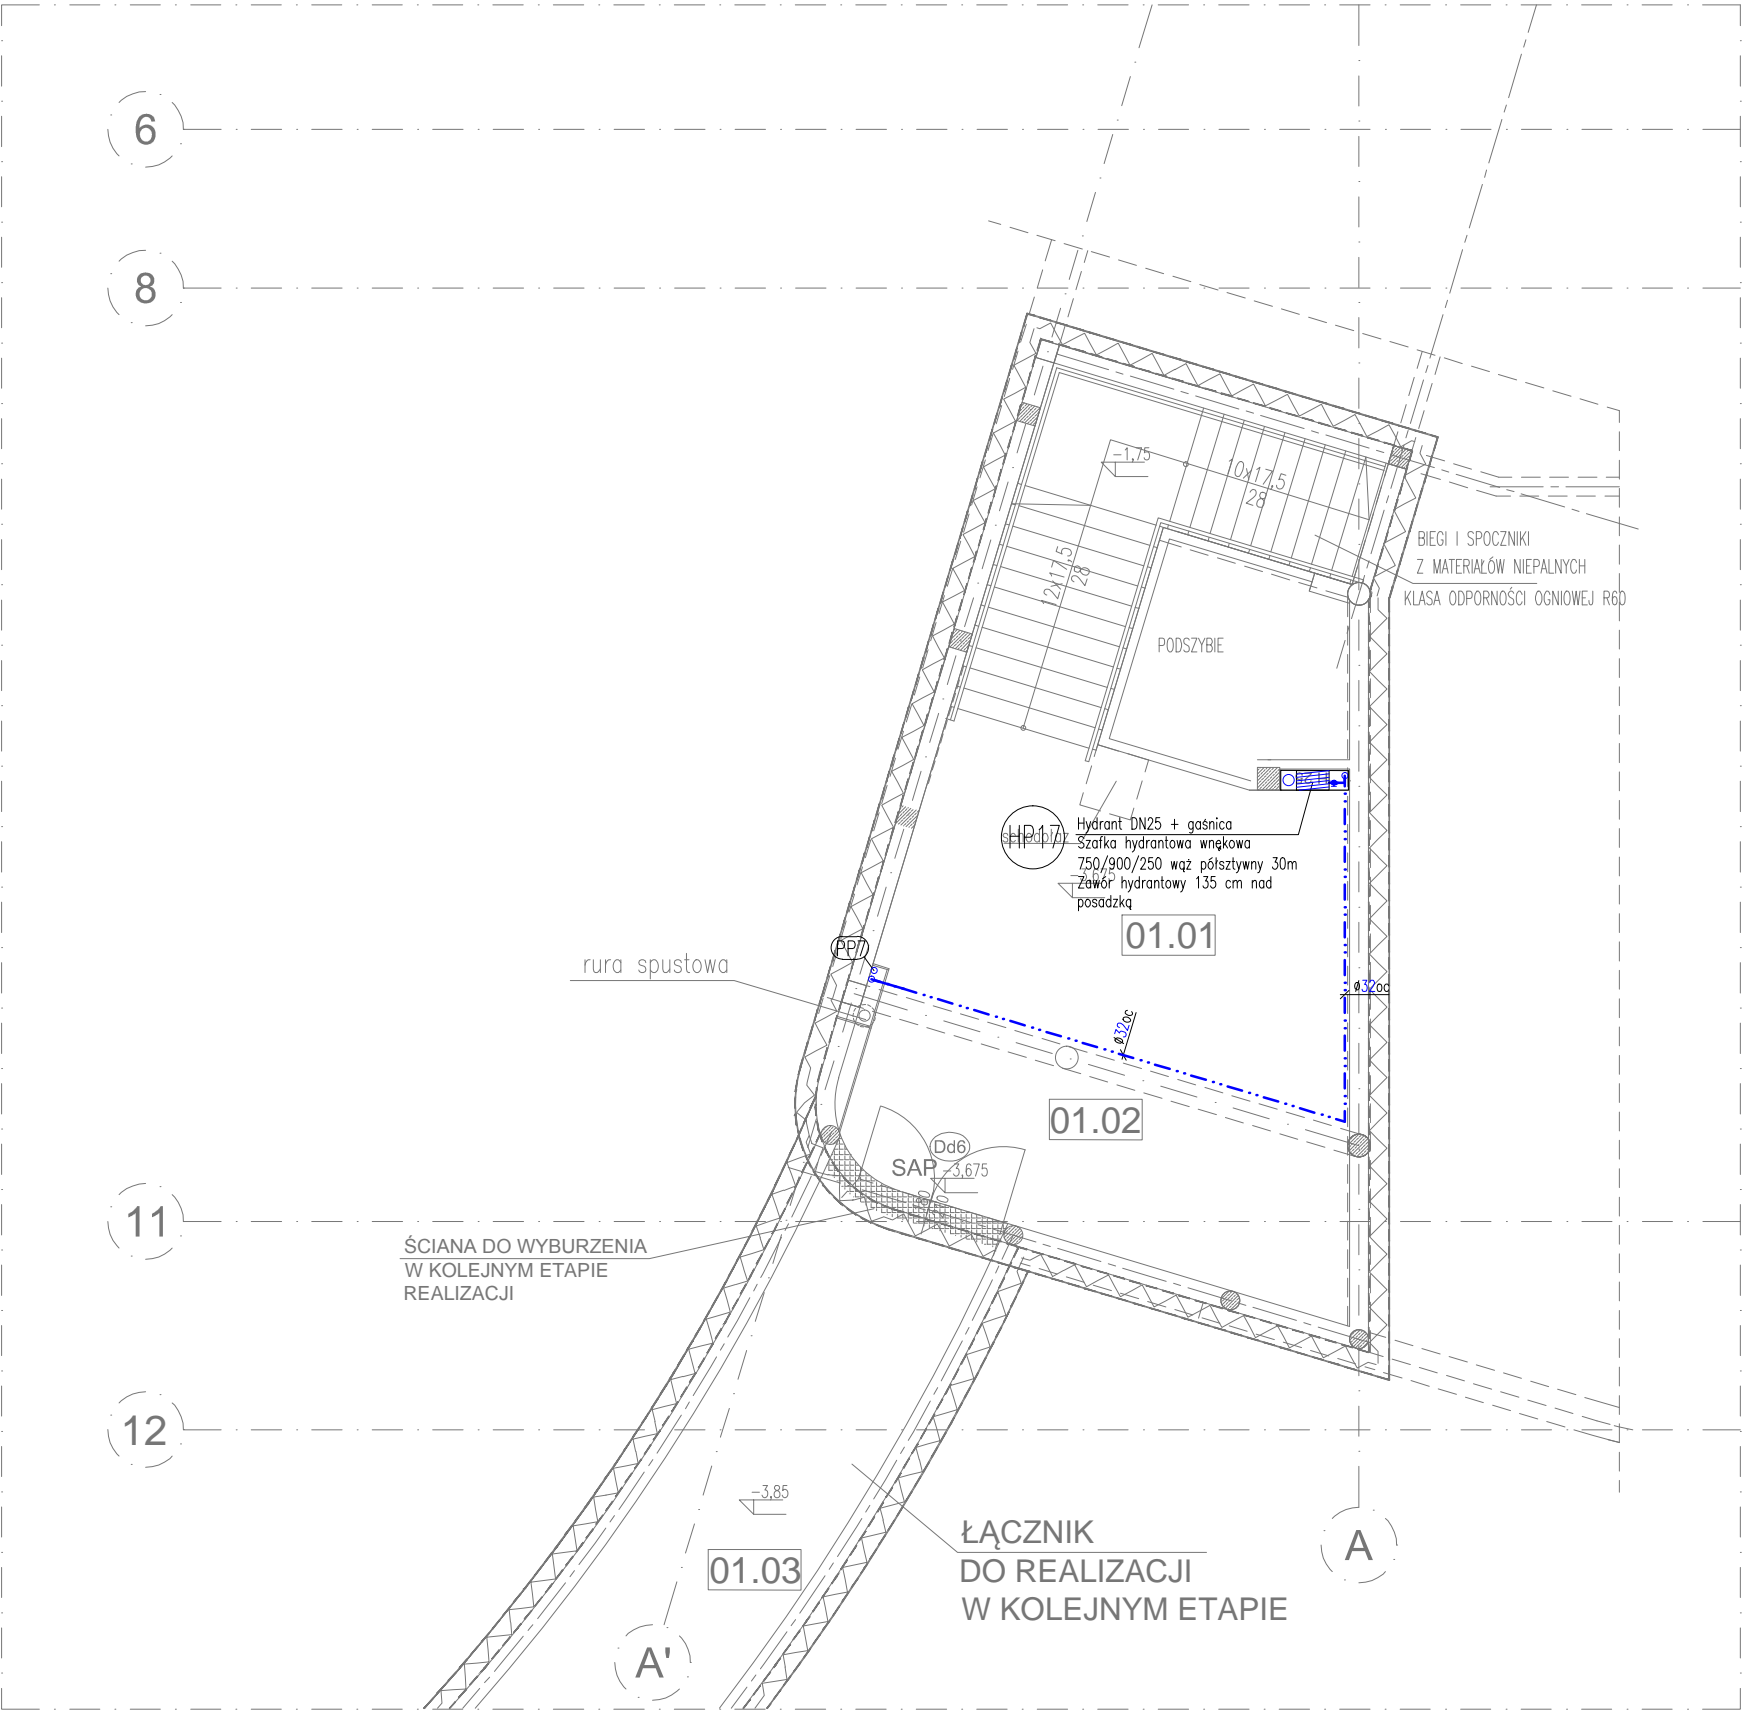 6
8
-1,75
10x17,5
28
12x17,5
28
BIEGI I SPOCZNIKI
Z MATERIAŁÓW NIEPALNYCH
KLASA ODPORNOŚCI OGNIOWEJ R60
PODSZYBIE
HP17
schodołaz
Hydrant DN25 + gaśnica
Szafka hydrantowa wnękowa
750/900/250 wąż półsztywny 30m
Zawór hydrantowy 135 cm nad
posadzką
-3,675
01.01
PP7
rura spustowa
ø32oc
ø32oc
01.02
Dd6
SAP
-3,675
11
ŚCIANA DO WYBURZENIA
W KOLEJNYM ETAPIE
REALIZACJI
12
-3,85
01.03
ŁĄCZNIK
DO REALIZACJI
W KOLEJNYM ETAPIE
A
A'